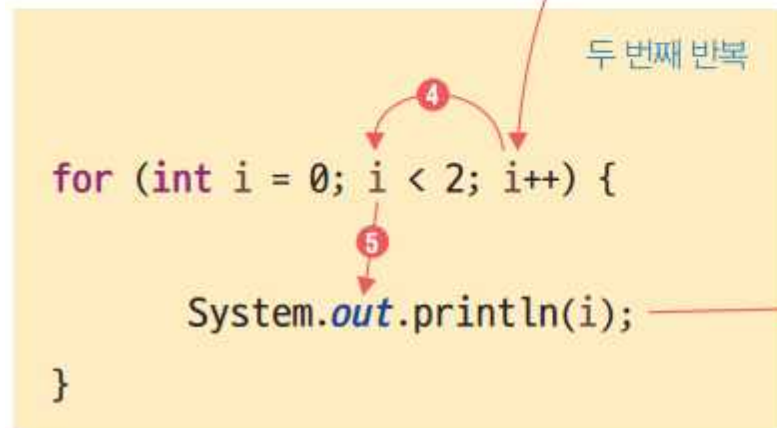 두 번째 반복
4
for (int i = 0; i < 2; i++) {
5
System.out.println(i);
}